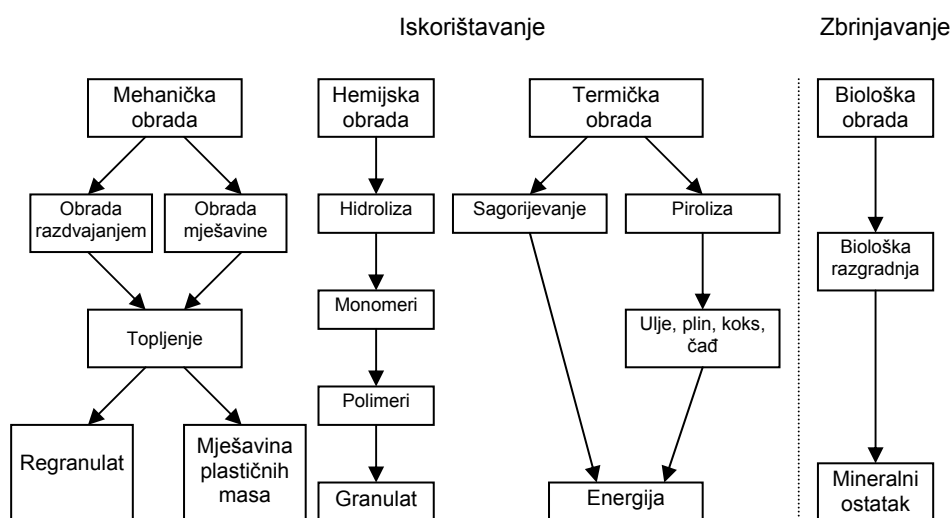 Iskorištavanje
Zbrinjavanje
Mehanička
obrada
Hemijska
obrada
Termička
obrada
Biološka
obrada
Obrada
razdvajanjem
Obrada
mješavine
Hidroliza
Sagorijevanje
Piroliza
Biološka
razgradnja
Monomeri
Topljenje
Ulje, plin, koks,
čađ
Polimeri
Regranulat
Mješavina
plastičnih
masa
Granulat
Energija
Mineralni
ostatak